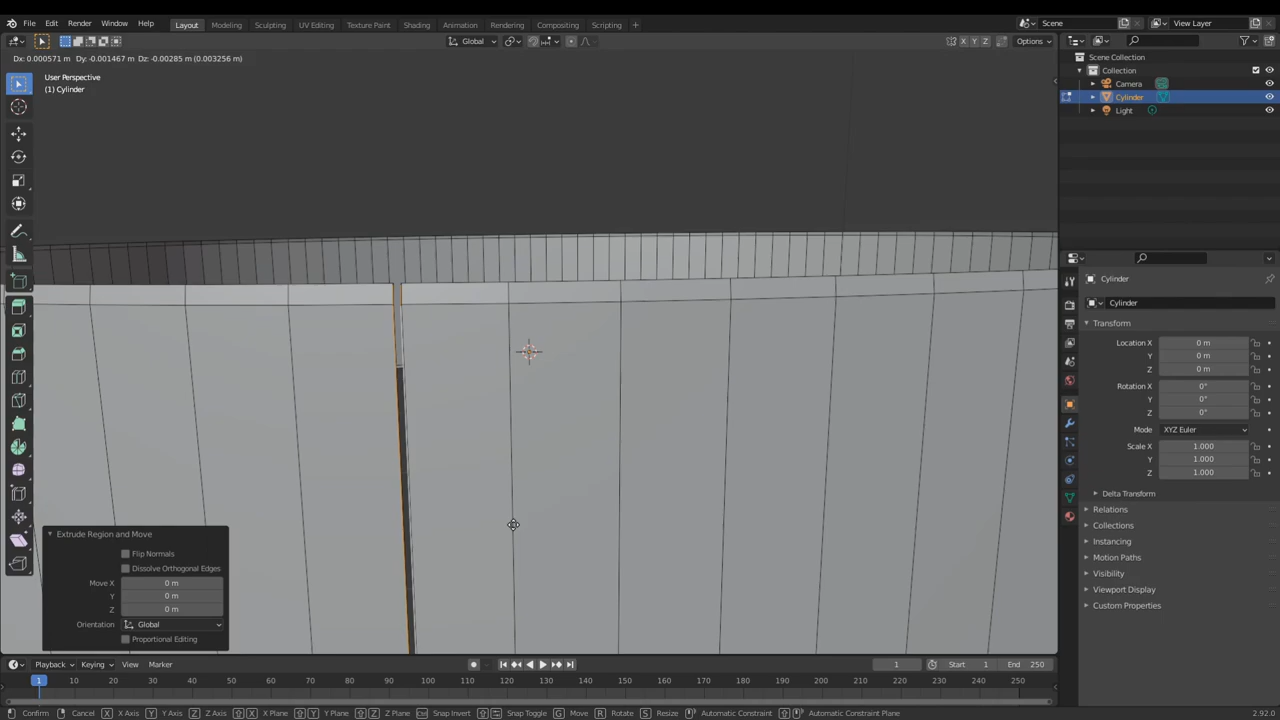 File Edit Render Window Help Layout Modeling Sculpting UV Editing Texture Paint Shading Animation Rendering Compositing Scripting + Scene View Layer
Global X Y Z Options
Dx: 0.000571 m Dy: -0.001467 m Dz: -0.00285 m (0.003256 m)
User Perspective
(1) Cylinder
Scene Collection
Collection
Camera
Cylinder
Light
Cylinder
Cylinder
Transform
Location X 0 m
Y 0 m
Z 0 m
Rotation X 0°
Y 0°
Z 0°
Mode XYZ Euler
Scale X 1.000
Y 1.000
Z 1.000
Delta Transform
Relations
Collections
Instancing
Motion Paths
Visibility
Viewport Display
Custom Properties
Extrude Region and Move
Flip Normals
Dissolve Orthogonal Edges
Move X 0 m
Y 0 m
Z 0 m
Orientation Global
Proportional Editing
Playback Keying View Marker 1 Start 1 End 250
1 10 20 30 40 50 60 70 80 90 100 110 120 130 140 150 160 170 180 190 200 210 220 230 240 250
Confirm Cancel X X Axis Y Y Axis Z Z Axis X X Plane Y Y Plane Z Z Plane Snap Invert Snap Toggle G Move R Rotate S Resize Automatic Constraint Automatic Constraint Plane 2.92.0